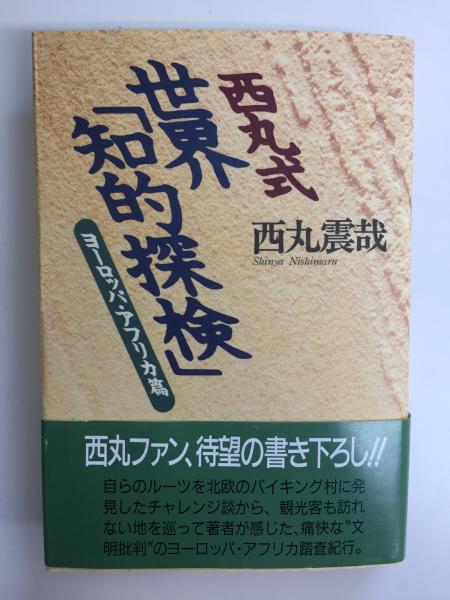 西丸式
世界
「知的探検」
ヨーロッパ・アフリカ篇
西丸震哉
Shinya Nishimaru
西丸ファン、待望の書き下ろし!!
自らのルーツを北欧のバイキング村に発
見したチャレンジ談から、観光客も訪れ
ない地を巡って著者が感じた、痛快な“文
明批判”のヨーロッパ・アフリカ踏査紀行。